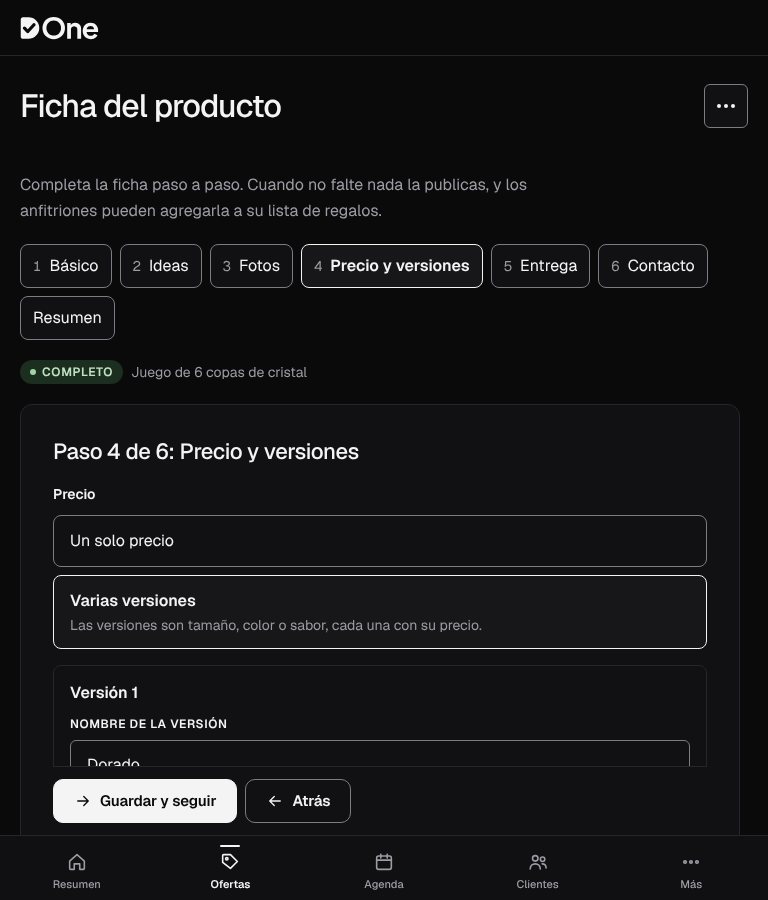 One
Ficha del producto
Completa la ficha paso a paso. Cuando no falte nada la publicas, y los
anfitriones pueden agregarla a su lista de regalos.
1 Básico 2 Ideas 3 Fotos 4 Precio y versiones 5 Entrega 6 Contacto
Resumen
COMPLETO Juego de 6 copas de cristal
Paso 4 de 6: Precio y versiones
Precio
Un solo precio
Varias versiones
Las versiones son tamaño, color o sabor, cada una con su precio.
Versión 1
NOMBRE DE LA VERSIÓN
Dorado
Guardar y seguir Atrás
Resumen Ofertas Agenda Clientes Más